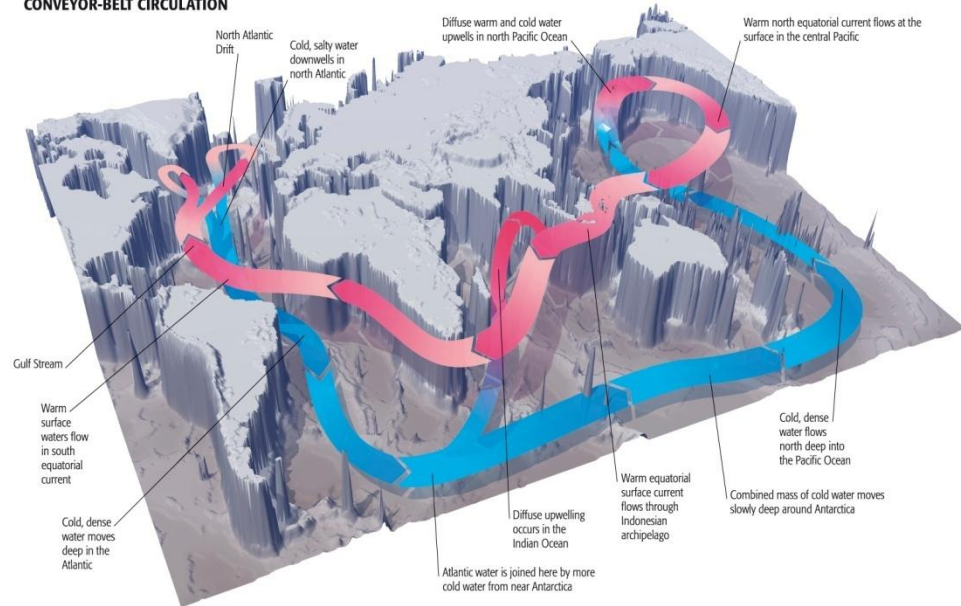 CONVEYOR-BELT CIRCULATION
North Atlantic
Drift
Cold, salty water
downwells in
north Atlantic
Diffuse warm and cold water
upwells in north Pacific Ocean
Warm north equatorial current flows at the
surface in the central Pacific
Gulf Stream
Warm
surface
waters flow
in south
equatorial
current
Cold, dense
water moves
deep in the
Atlantic
Diffuse upwelling
occurs in the
Indian Ocean
Atlantic water is joined here by more
cold water from near Antarctica
Warm equatorial
surface current
flows through
Indonesian
archipelago
Combined mass of cold water moves
slowly deep around Antarctica
Cold, dense
water flows
north deep into
the Pacific Ocean